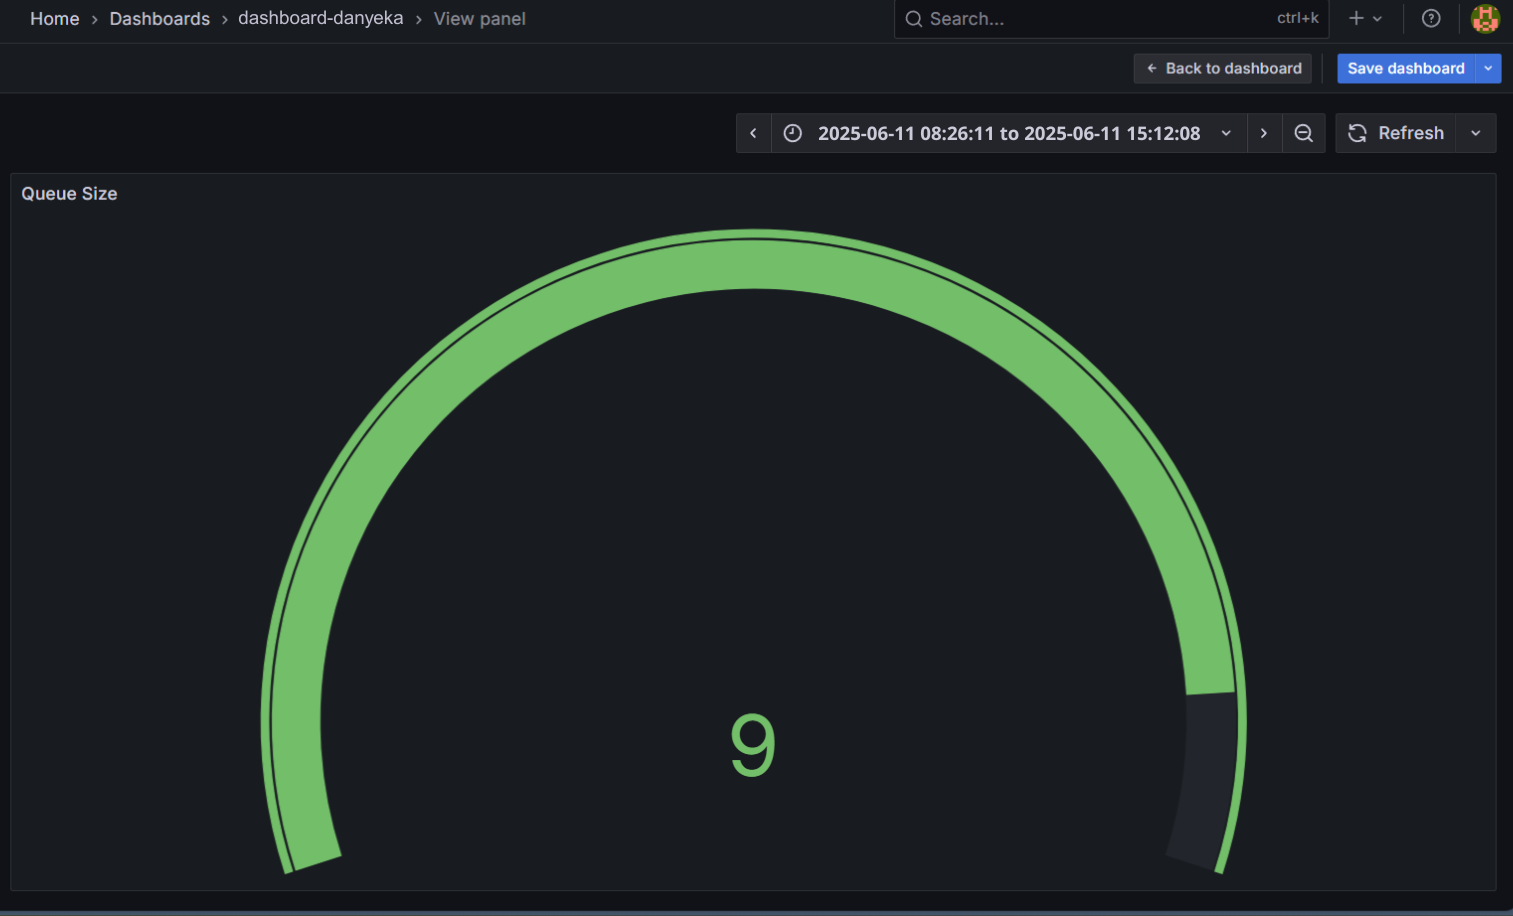 Home > Dashboards > dashboard-danyeka > View panel
Search...
ctrl+k
Back to dashboard
Save dashboard
2025-06-11 08:26:11 to 2025-06-11 15:12:08
Refresh
Queue Size
9